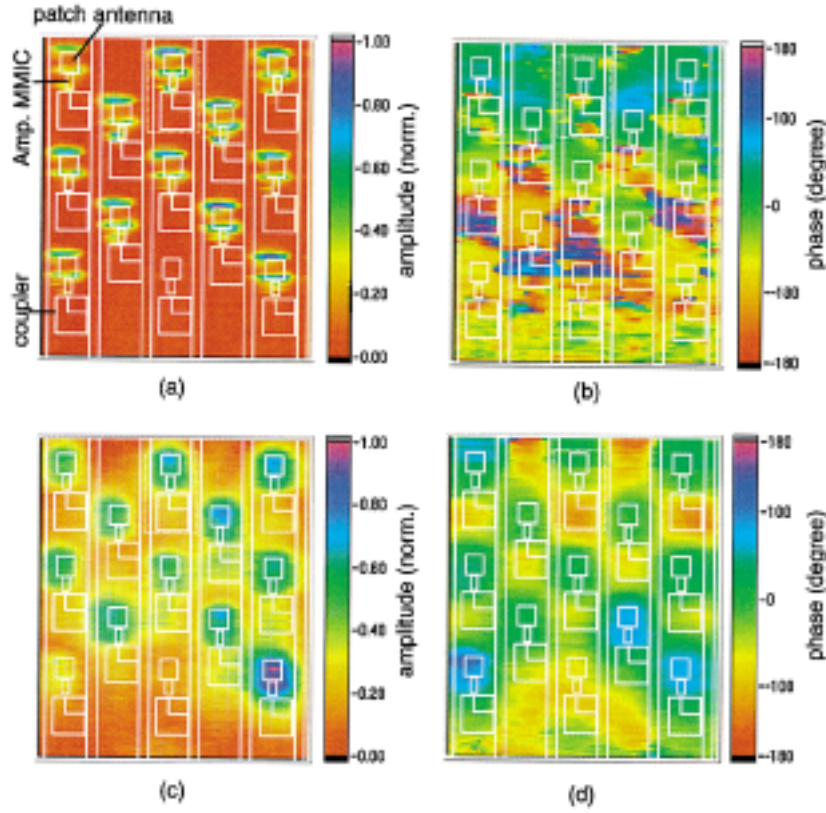 patch antenna
Amp. MMIC
coupler
1.00
0.80
0.60
0.40
0.20
0.00
amplitude (norm.)
(a)
180
100
0
-100
-180
phase (degree)
(b)
1.00
0.80
0.60
0.40
0.20
0.00
amplitude (norm.)
(c)
180
100
0
-100
-180
phase (degree)
(d)